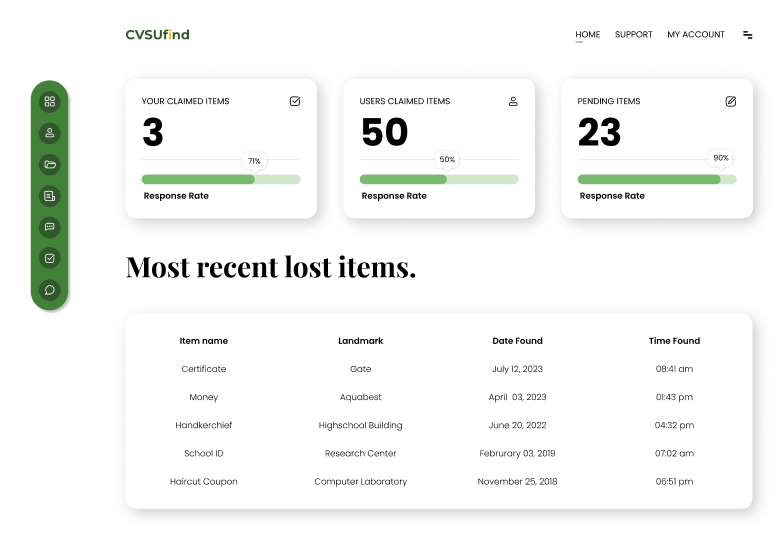 CVSUfind
HOME SUPPORT MY ACCOUNT
YOUR CLAIMED ITEMS
3
71%
Response Rate
USERS CLAIMED ITEMS
50
50%
Response Rate
PENDING ITEMS
23
90%
Response Rate
Most recent lost items.
Item name Landmark Date Found Time Found
Certificate Gate July 12, 2023 08:41 am
Money Aquabest April 03, 2023 01:43 pm
Handkerchief Highschool Building June 20, 2022 04:32 pm
School ID Research Center Februrary 03, 2019 07:02 am
Haircut Coupon Computer Laboratory November 25, 2018 06:51 pm